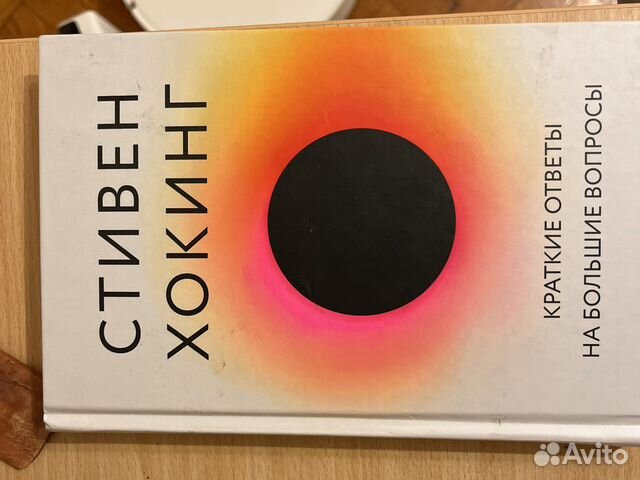 СТИВЕН
ХОКИНГ
КРАТКИЕ ОТВЕТЫ
НА БОЛЬШИЕ ВОПРОСЫ
Avito